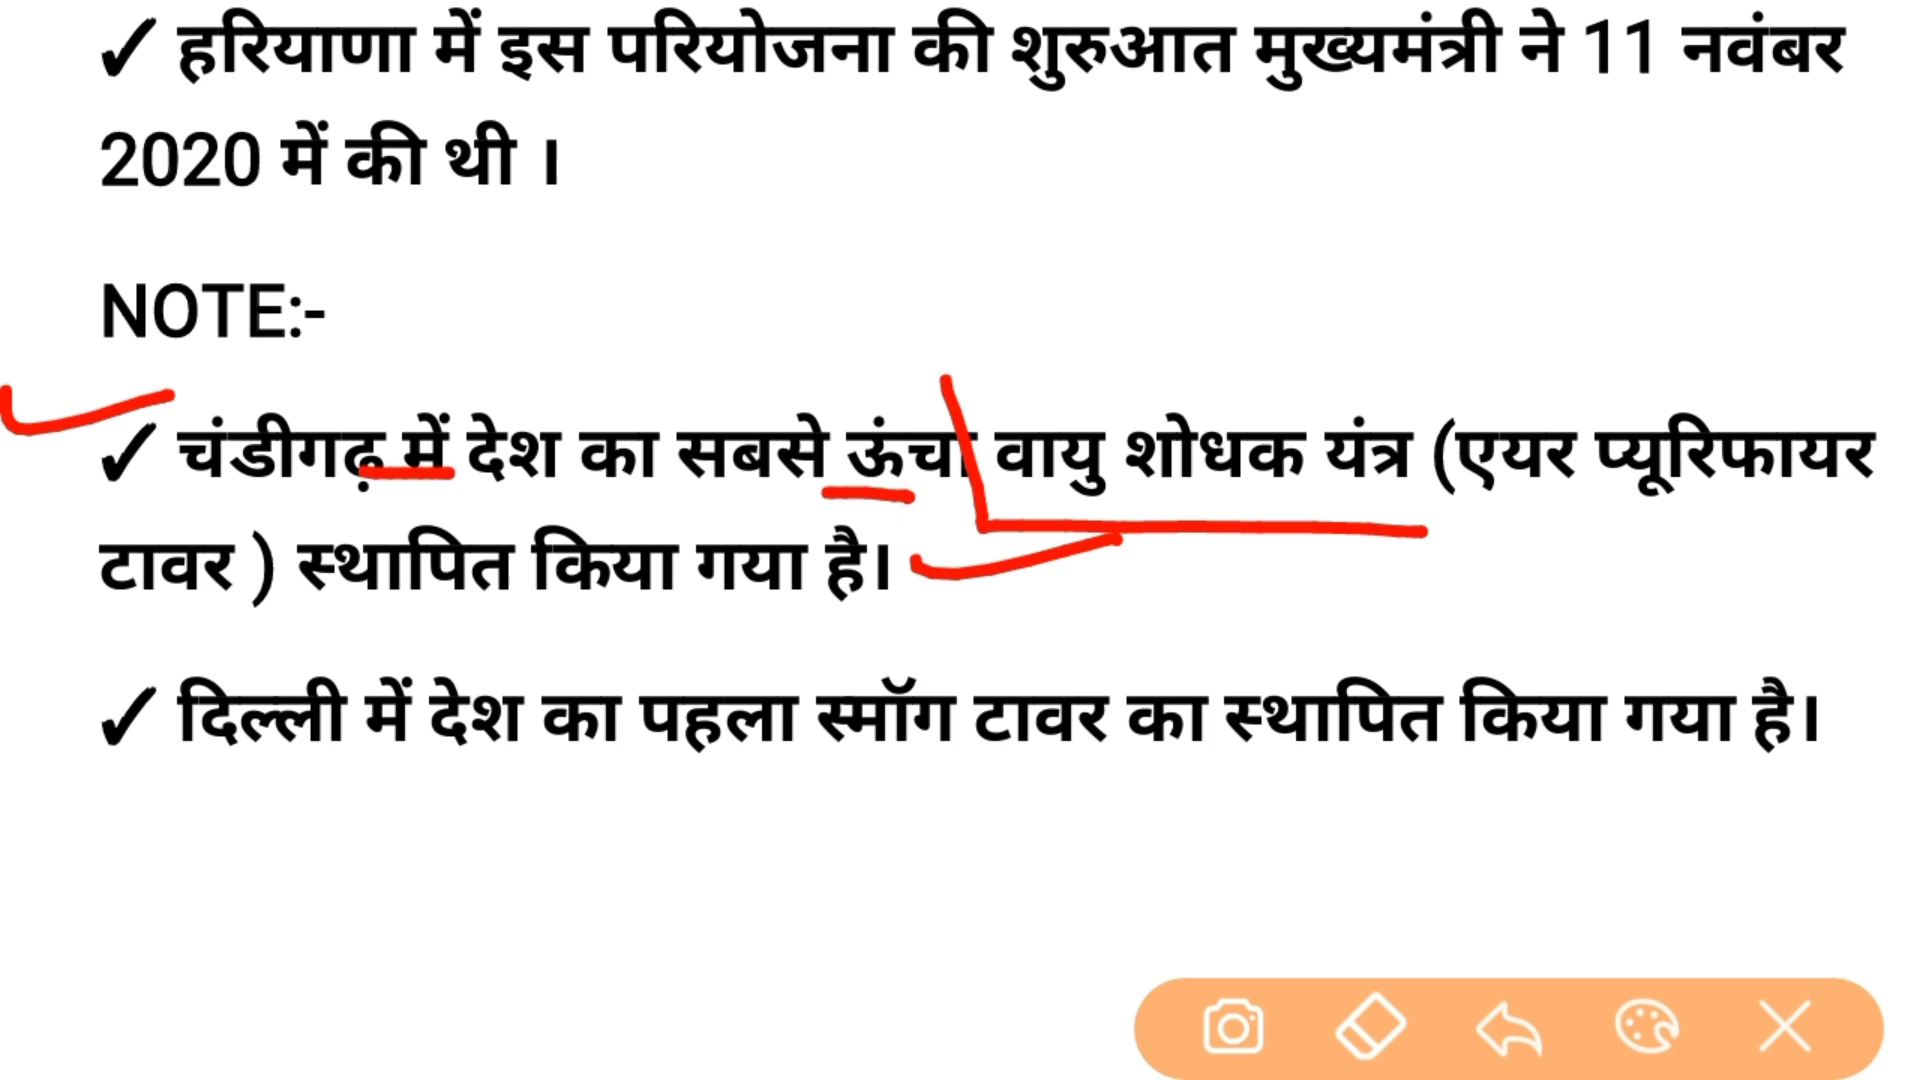 ✓ हरियाणा में इस परियोजना की शुरुआत मुख्यमंत्री ने 11 नवंबर
2020 में की थी ।
NOTE:-
✓ चंडीगढ़ में देश का सबसे ऊंचा वायु शोधक यंत्र (एयर प्यूरिफायर
टावर ) स्थापित किया गया है।
✓ दिल्ली में देश का पहला स्मॉग टावर का स्थापित किया गया है।